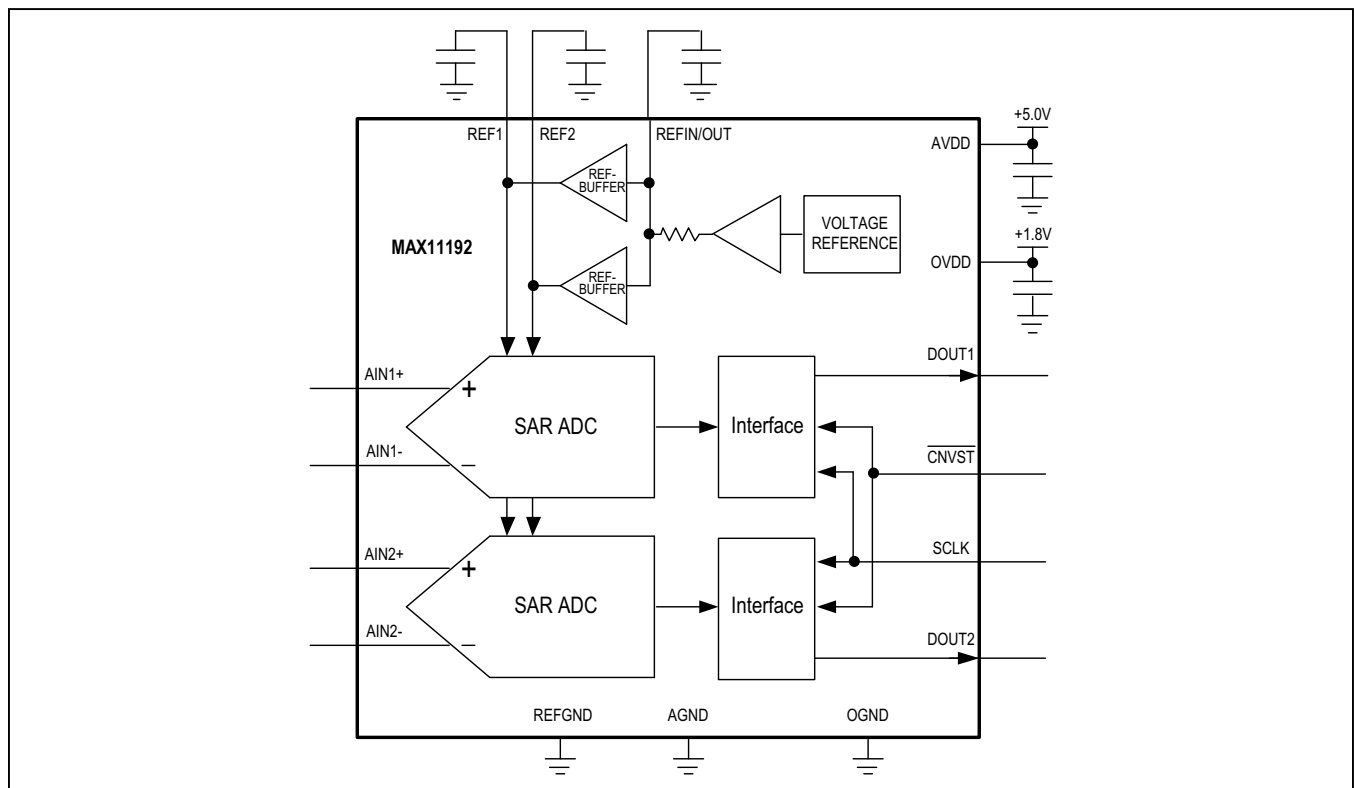 REF1
REF2
REFIN/OUT
+5.0V
AVDD
REF-
BUFFER
VOLTAGE
REFERENCE
MAX11192
+1.8V
OVDD
REF-
BUFFER
DOUT1
AIN1+
+
SAR ADC
Interface
AIN1-
−
CNVST
SCLK
AIN2+
+
SAR ADC
Interface
AIN2-
−
DOUT2
REFGND
AGND
OGND